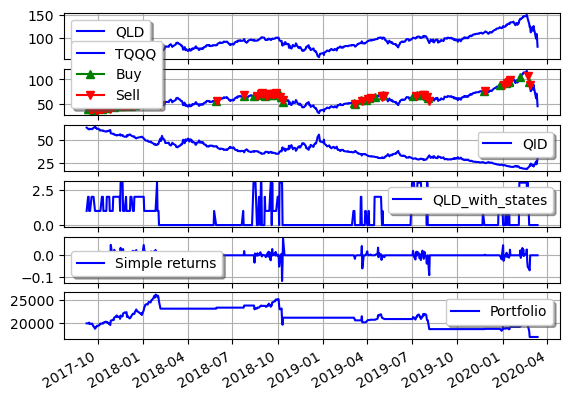 150
100
QLD
TQQQ
Buy
Sell
100
50
50
25
QID
2.5
0.0
QLD_with_states
0.0
−0.1
Simple returns
25000
20000
Portfolio
2017-10
2018-01
2018-04
2018-07
2018-10
2019-01
2019-04
2019-07
2019-10
2020-01
2020-04